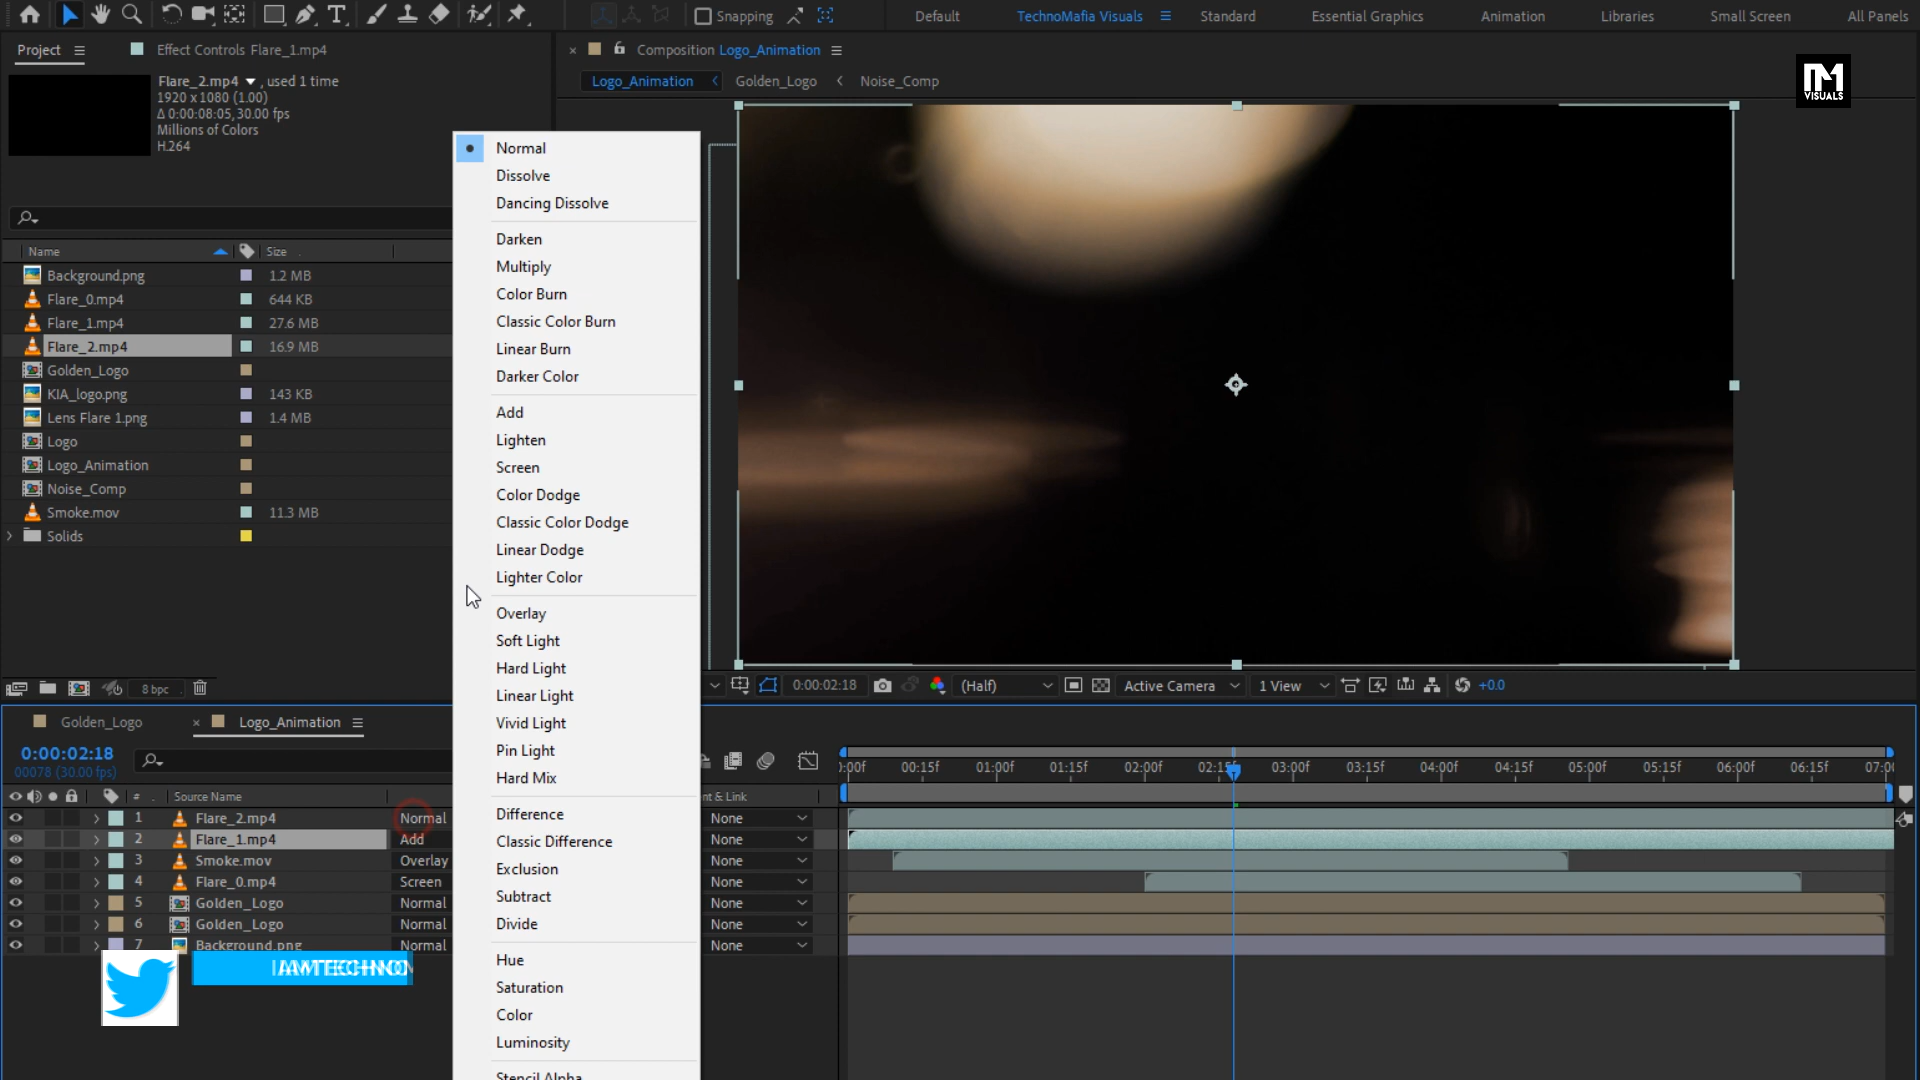 Snapping
Default
TechnoMafia Visuals
Standard
Essential Graphics
Animation
Libraries
Small Screen
All Panels
Project
Effect Controls Flare_1.mp4
Composition Logo_Animation
Flare_2.mp4 , used 1 time
1920 x 1080 (1.00)
Δ 0:00:08:05, 30.00 fps
Millions of Colors
H.264
Logo_Animation
Golden_Logo
Noise_Comp
VISUALS
Name
Size
Background.png 1.2 MB
Flare_0.mp4 644 KB
Flare_1.mp4 27.6 MB
Flare_2.mp4 16.9 MB
Golden_Logo
KIA_logo.png 143 KB
Lens Flare 1.png 1.4 MB
Logo
Logo_Animation
Noise_Comp
Smoke.mov 11.3 MB
Solids
8 bpc
Normal
Dissolve
Dancing Dissolve
Darken
Multiply
Color Burn
Classic Color Burn
Linear Burn
Darker Color
Add
Lighten
Screen
Color Dodge
Classic Color Dodge
Linear Dodge
Lighter Color
Overlay
Soft Light
Hard Light
Linear Light
Vivid Light
Pin Light
Hard Mix
Difference
Classic Difference
Exclusion
Subtract
Divide
Hue
Saturation
Color
Luminosity
Stencil Alpha
0:00:02:18
(Half)
Active Camera
1 View
+0.0
Golden_Logo
Logo_Animation
0:00:02:18
00078 (30.00 fps)
# Source Name
nt & Link
0:00f 00:15f 01:00f 01:15f 02:00f 02:15f 03:00f 03:15f 04:00f 04:15f 05:00f 05:15f 06:00f 06:15f 07:0
1 Flare_2.mp4 Normal None
2 Flare_1.mp4 Add None
3 Smoke.mov Overlay None
4 Flare_0.mp4 Screen None
5 Golden_Logo Normal None
6 Golden_Logo Normal None
7 Background.png Normal None